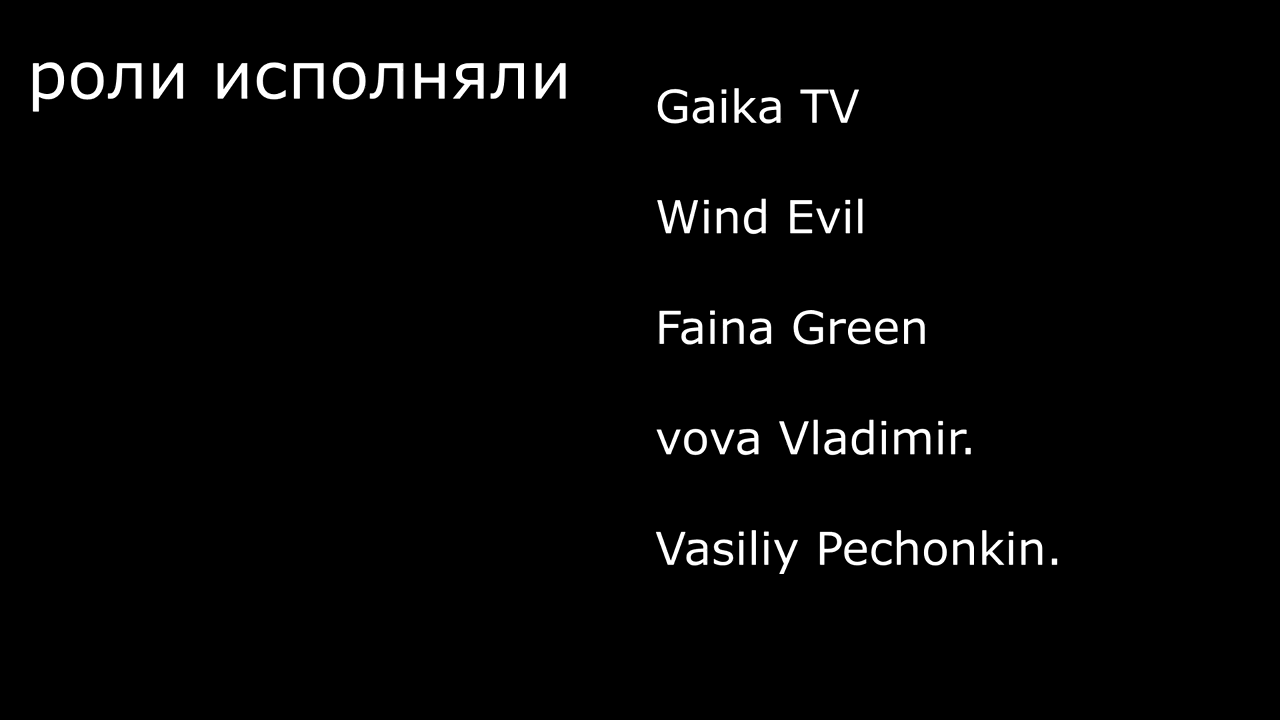 роли исполняли
Gaika TV
Wind Evil
Faina Green
vova Vladimir.
Vasiliy Pechonkin.